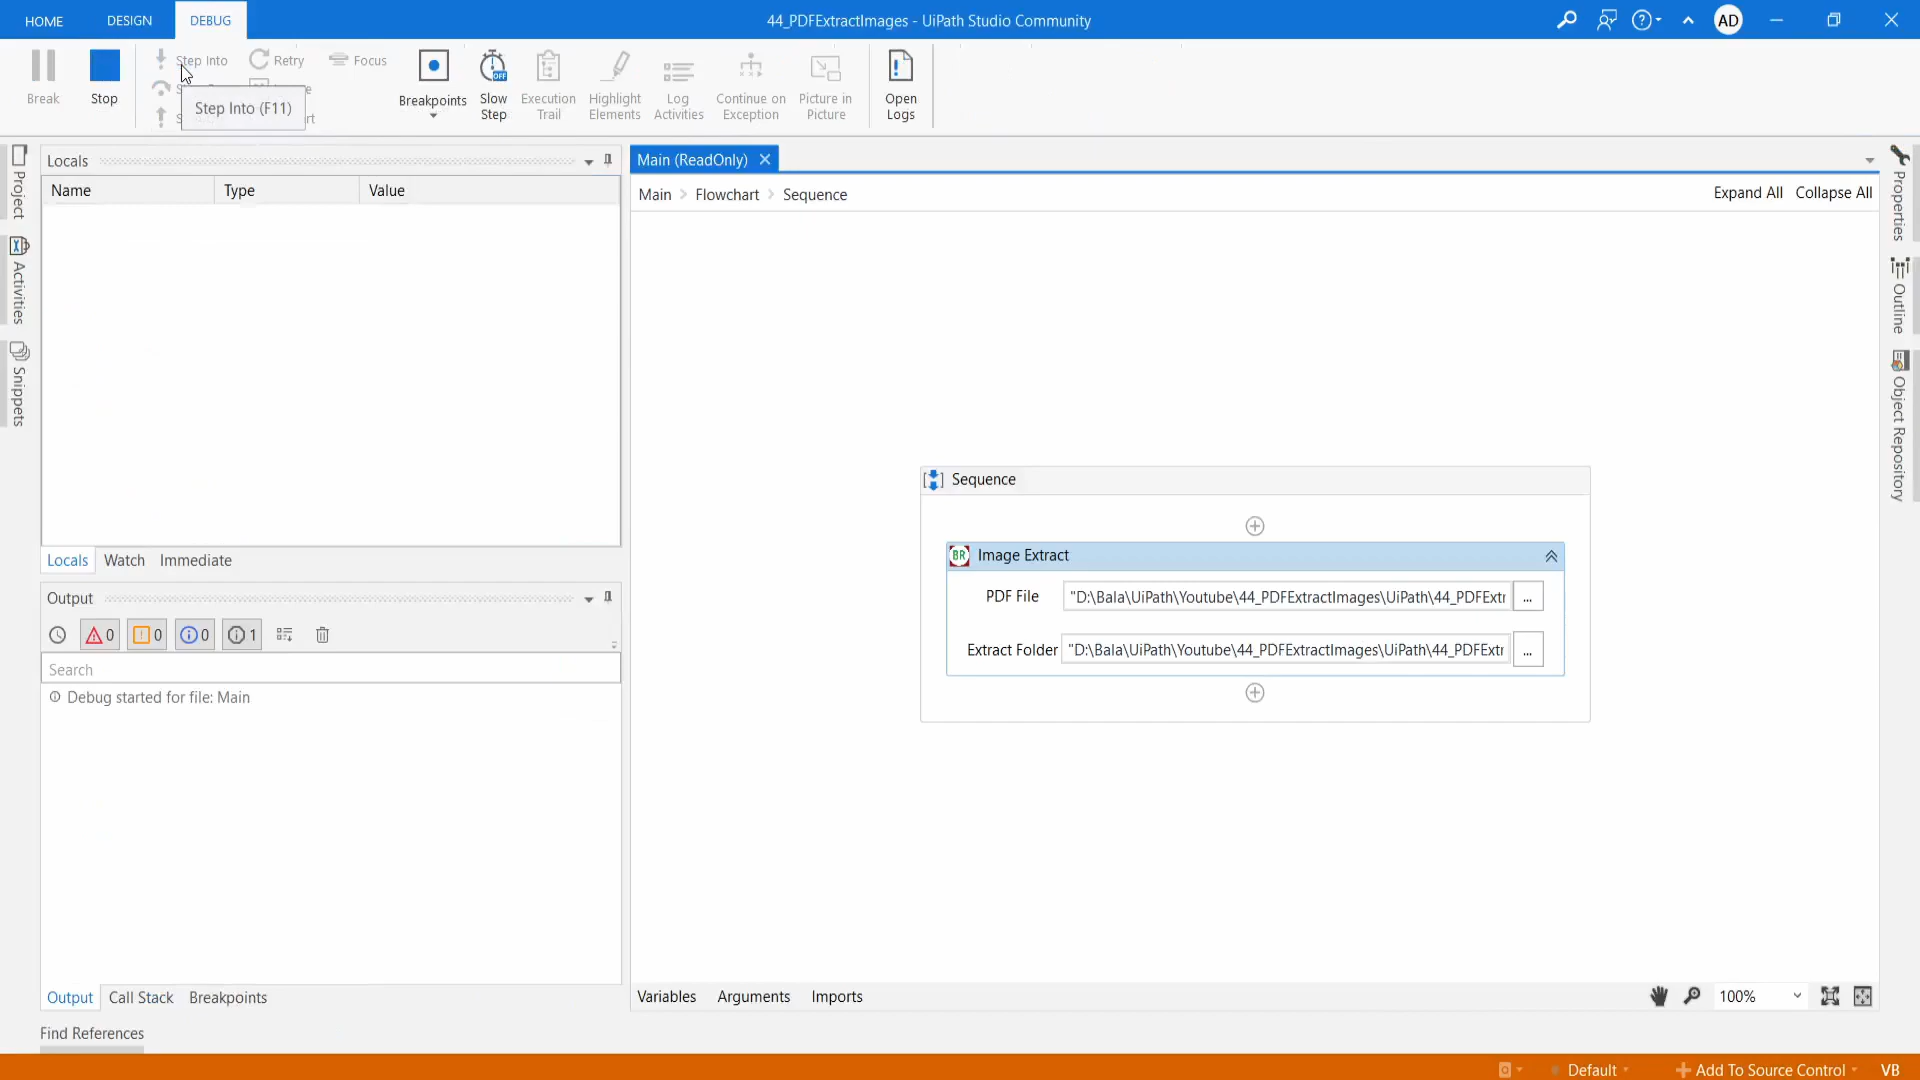 HOME DESIGN DEBUG 44_PDFExtractImages - UiPath Studio Community AD
Step Into Retry Focus
Break Stop Breakpoints Slow Step Execution Trail Highlight Elements Log Activities Continue on Exception Picture in Picture Open Logs
Step Into (F11)
Project
Activities
Snippets
Locals
Name Type Value
Locals Watch Immediate
Output
0 0 0 1
Search
Debug started for file: Main
Output Call Stack Breakpoints
Find References
Main (ReadOnly)
Main > Flowchart > Sequence Expand All Collapse All
Sequence
BR Image Extract
PDF File "D:\Bala\UiPath\Youtube\44_PDFExtractImages\UiPath\44_PDFExtr ...
Extract Folder "D:\Bala\UiPath\Youtube\44_PDFExtractImages\UiPath\44_PDFExtr ...
Variables Arguments Imports 100%
Properties
Outline
Object Repository
Default Add To Source Control VB